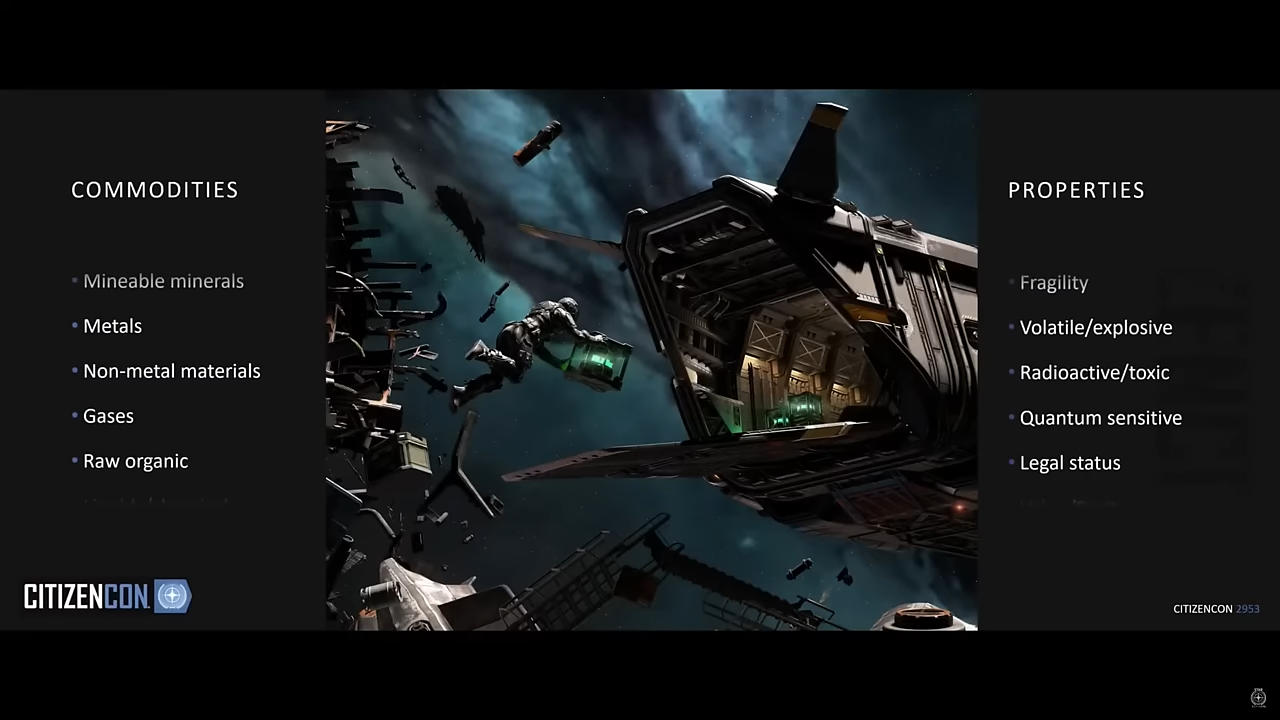 COMMODITIES
Mineable minerals
Metals
Non-metal materials
Gases
Raw organic
PROPERTIES
Fragility
Volatile/explosive
Radioactive/toxic
Quantum sensitive
Legal status
CITIZENCON
CITIZENCON 2953